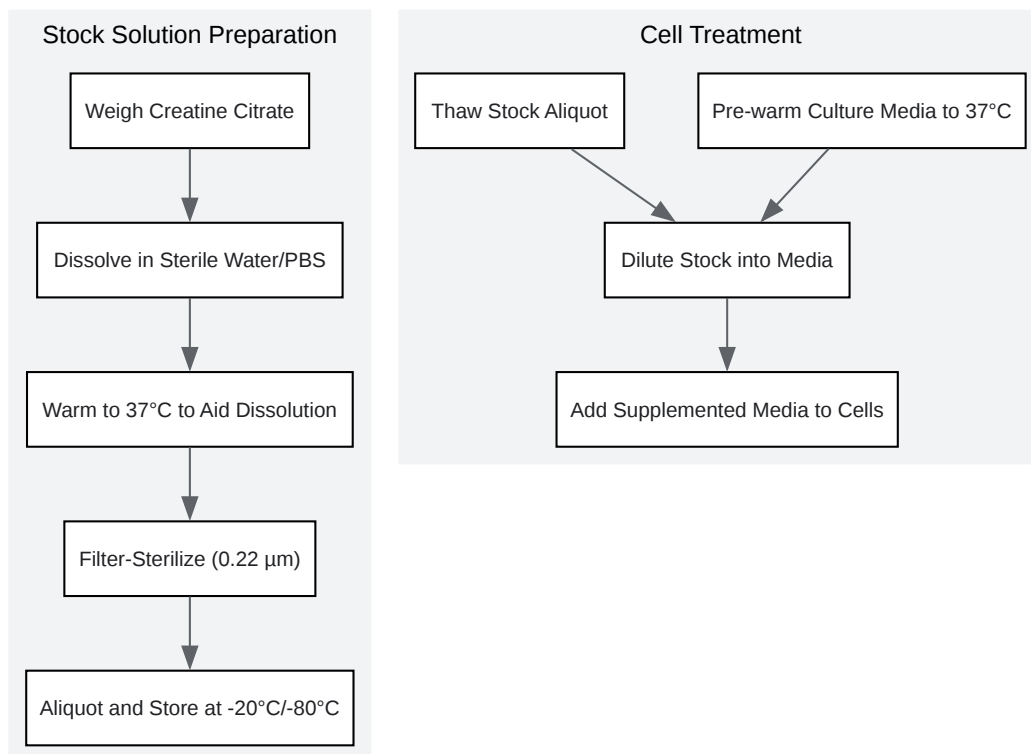 Stock Solution Preparation
Weigh Creatine Citrate
Dissolve in Sterile Water/PBS
Warm to 37°C to Aid Dissolution
Filter-Sterilize (0.22 µm)
Aliquot and Store at -20°C/-80°C
Cell Treatment
Thaw Stock Aliquot
Pre-warm Culture Media to 37°C
Dilute Stock into Media
Add Supplemented Media to Cells